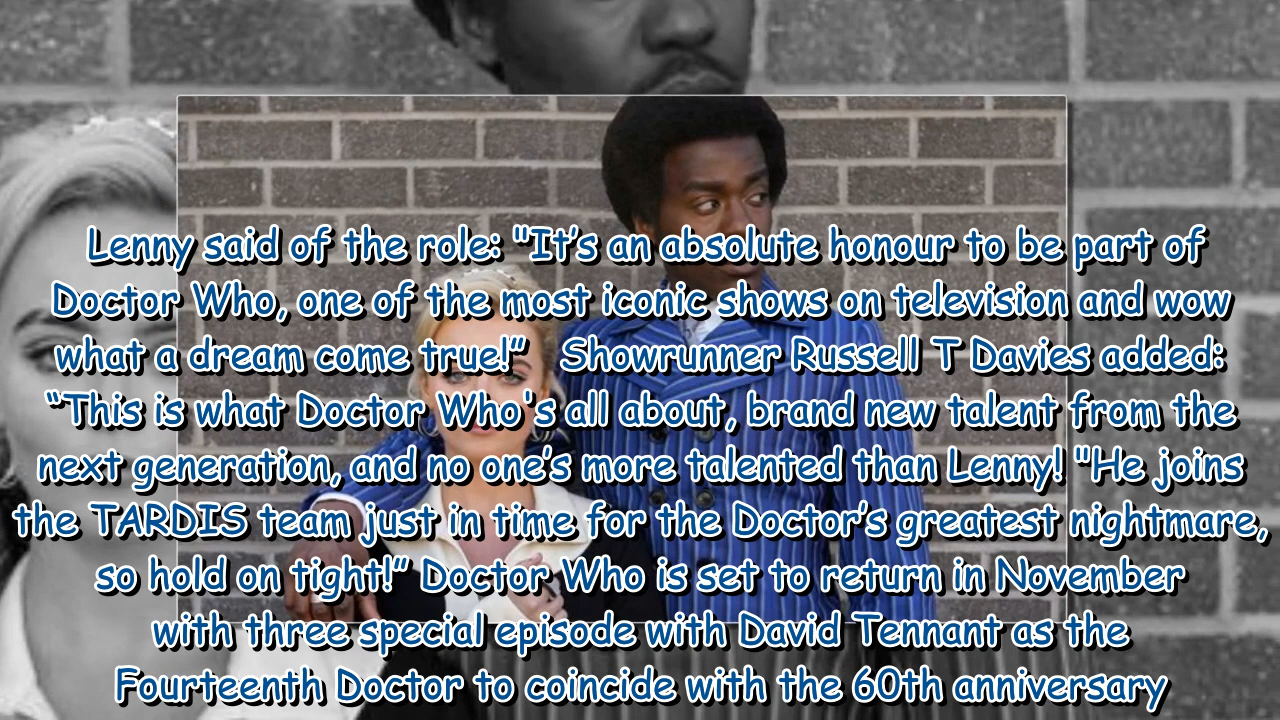 Lenny said of the role: "It’s an absolute honour to be part of
Doctor Who, one of the most iconic shows on television and wow
what a dream come true!” Showrunner Russell T Davies added:
“This is what Doctor Who's all about, brand new talent from the
next generation, and no one’s more talented than Lenny! "He joins
the TARDIS team just in time for the Doctor’s greatest nightmare,
so hold on tight!” Doctor Who is set to return in November
with three special episode with David Tennant as the
Fourteenth Doctor to coincide with the 60th anniversary